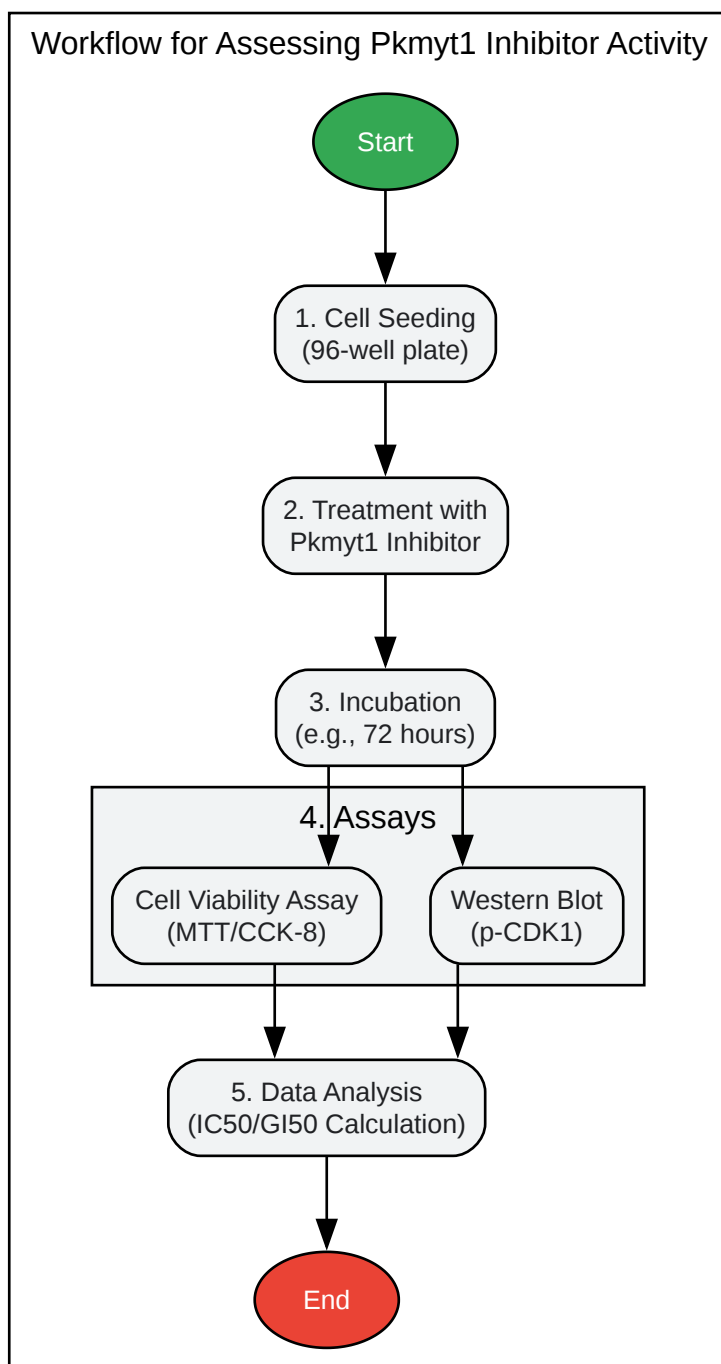 Workflow for Assessing Pkmyt1 Inhibitor Activity
Start
1. Cell Seeding
(96-well plate)
2. Treatment with
Pkmyt1 Inhibitor
3. Incubation
(e.g., 72 hours)
4. Assays
Cell Viability Assay
(MTT/CCK-8)
Western Blot
(p-CDK1)
5. Data Analysis
(IC50/GI50 Calculation)
End